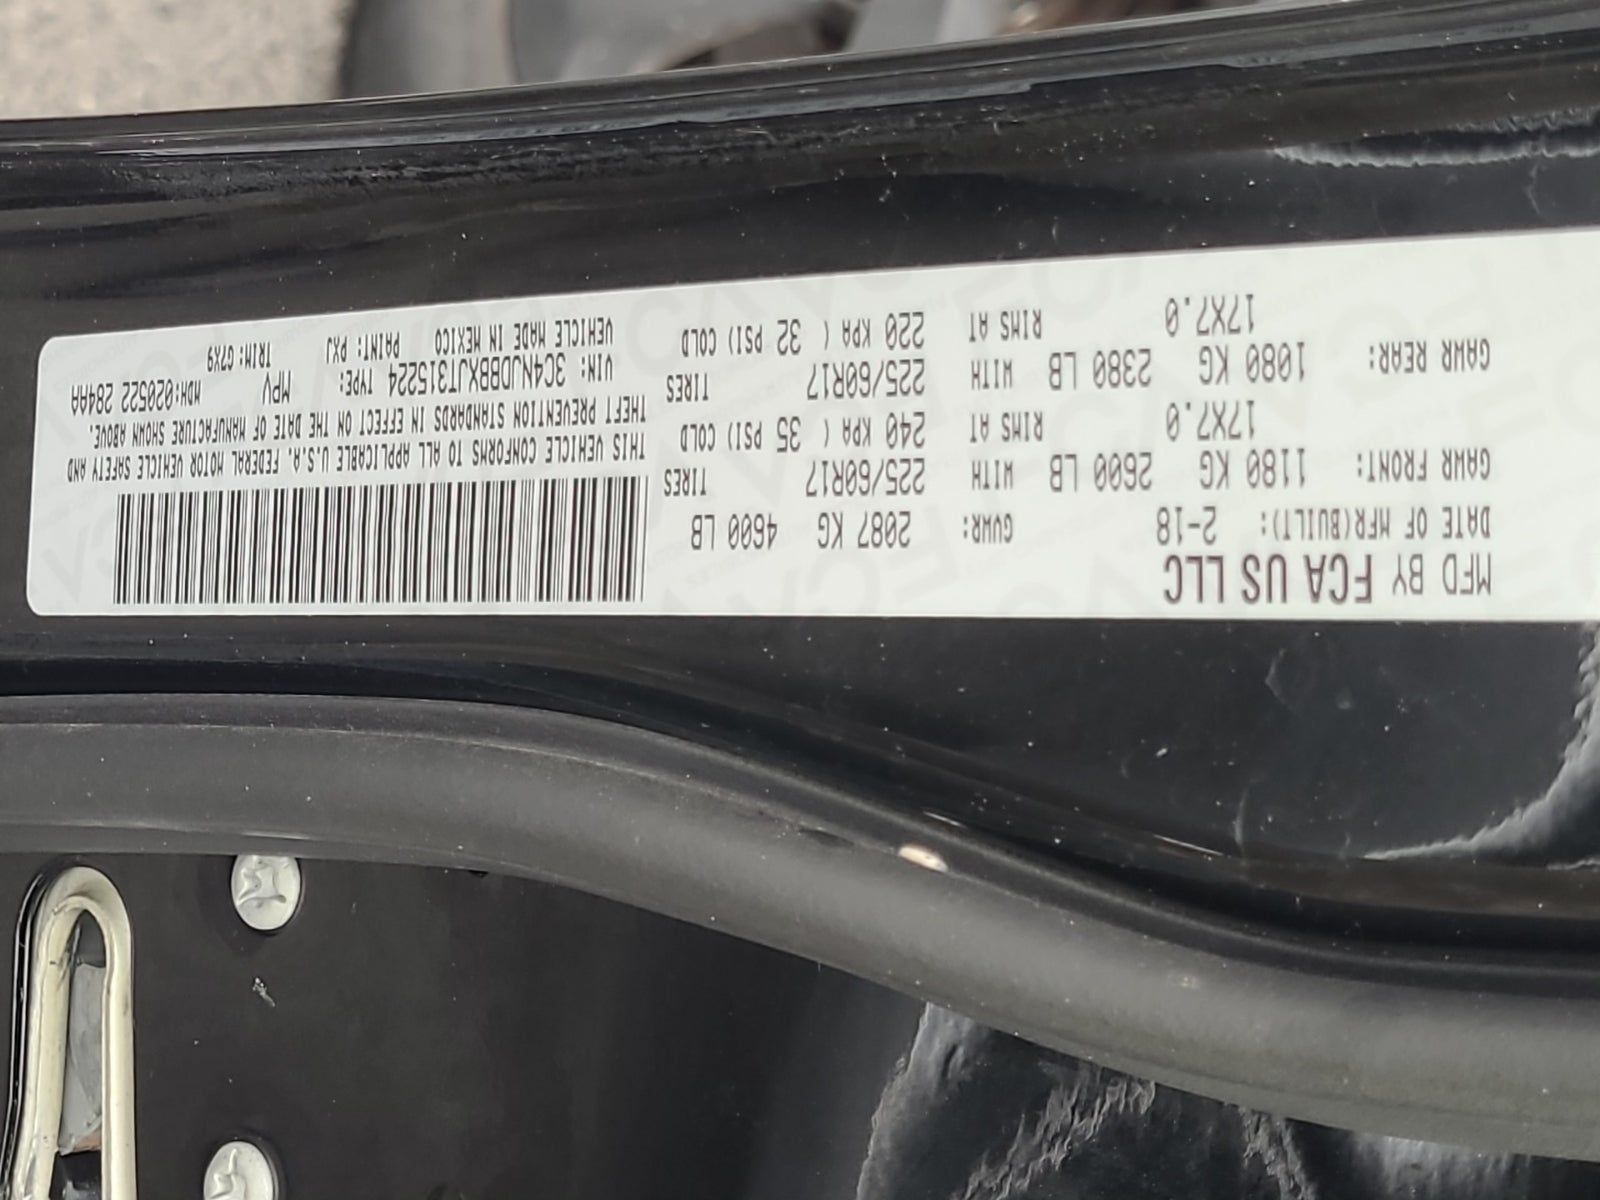 MFD BY FCA US LLC
DATE OF MFR(BUILT): 2-18 GVWR: 2087 KG 4600 LB
GAWR FRONT: 1180 KG 2600 LB WITH 225/60R17 TIRES
17X7.0 RIMS AT 240 KPA ( 35 PSI) COLD
GAWR REAR: 1080 KG 2380 LB WITH 225/60R17 TIRES
17X7.0 RIMS AT 220 KPA ( 32 PSI) COLD
THIS VEHICLE CONFORMS TO ALL APPLICABLE U.S.A. FEDERAL MOTOR VEHICLE SAFETY AND
THEFT PREVENTION STANDARDS IN EFFECT ON THE DATE OF MANUFACTURE SHOWN ABOVE.
VIN: 3C4NJDBBXJT315224 TYPE: MPV MDH:020522 284AA
VEHICLE MADE IN MEXICO PAINT: PXJ TRIM: G7X9